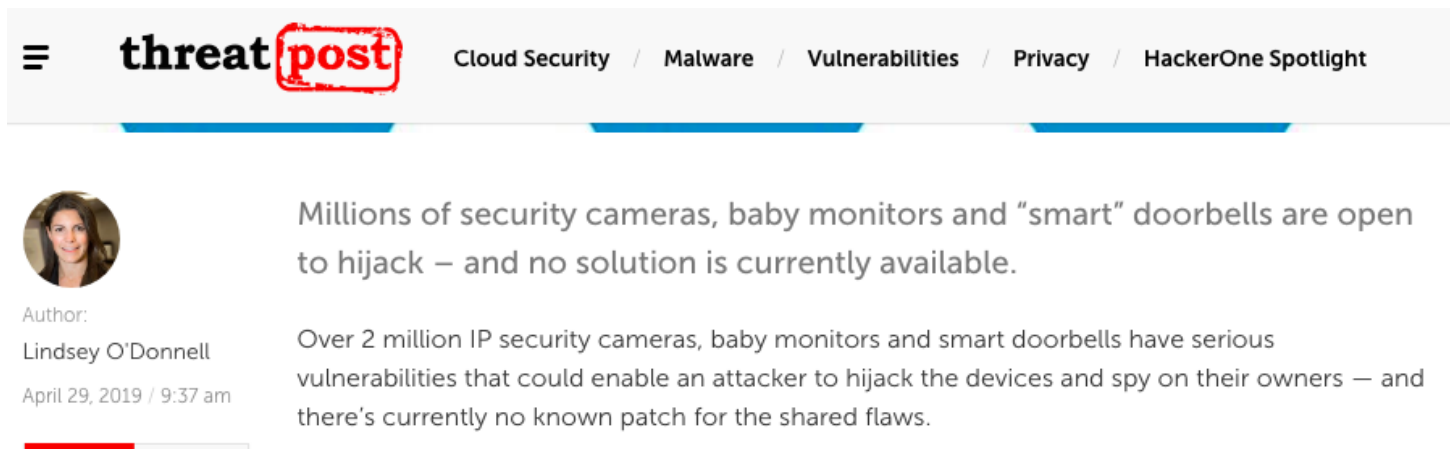 threatpost
Cloud Security / Malware / Vulnerabilities / Privacy / HackerOne Spotlight
Author:
Lindsey O'Donnell
April 29, 2019 / 9:37 am
Millions of security cameras, baby monitors and “smart” doorbells are open
to hijack – and no solution is currently available.
Over 2 million IP security cameras, baby monitors and smart doorbells have serious
vulnerabilities that could enable an attacker to hijack the devices and spy on their owners — and
there’s currently no known patch for the shared flaws.